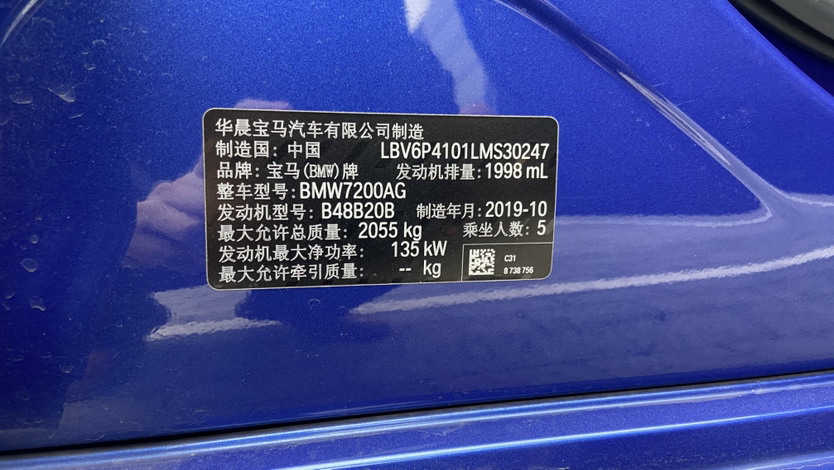 华晨宝马汽车有限公司制造
制造国: 中国 LBV6P4101LMS30247
品牌: 宝马(BMW)牌 发动机排量: 1998 mL
整车型号: BMW7200AG
发动机型号: B48B20B 制造年月: 2019-10
最大允许总质量: 2055 kg 乘坐人数: 5
发动机最大净功率: 135 kW
最大允许牵引质量: -- kg
C31
8 738 756